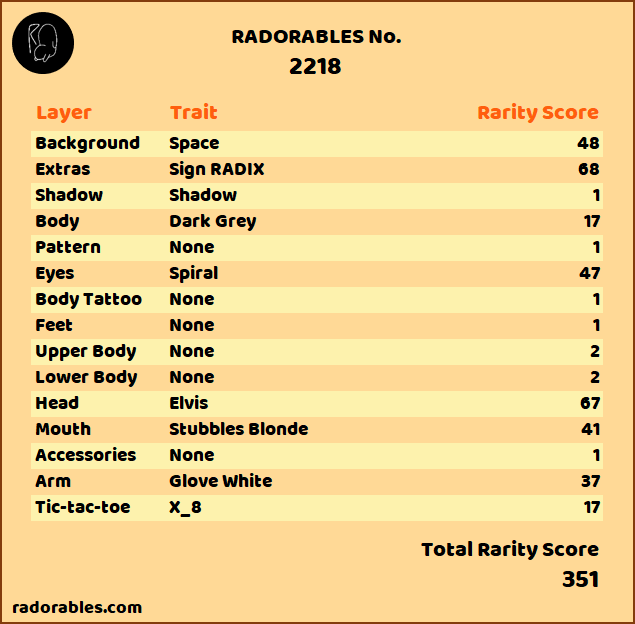 RADORABLES No.
2218
Layer Trait Rarity Score
Background Space 48
Extras Sign RADIX 68
Shadow Shadow 1
Body Dark Grey 17
Pattern None 1
Eyes Spiral 47
Body Tattoo None 1
Feet None 1
Upper Body None 2
Lower Body None 2
Head Elvis 67
Mouth Stubbles Blonde 41
Accessories None 1
Arm Glove White 37
Tic-tac-toe X_8 17
Total Rarity Score
351
radorables.com